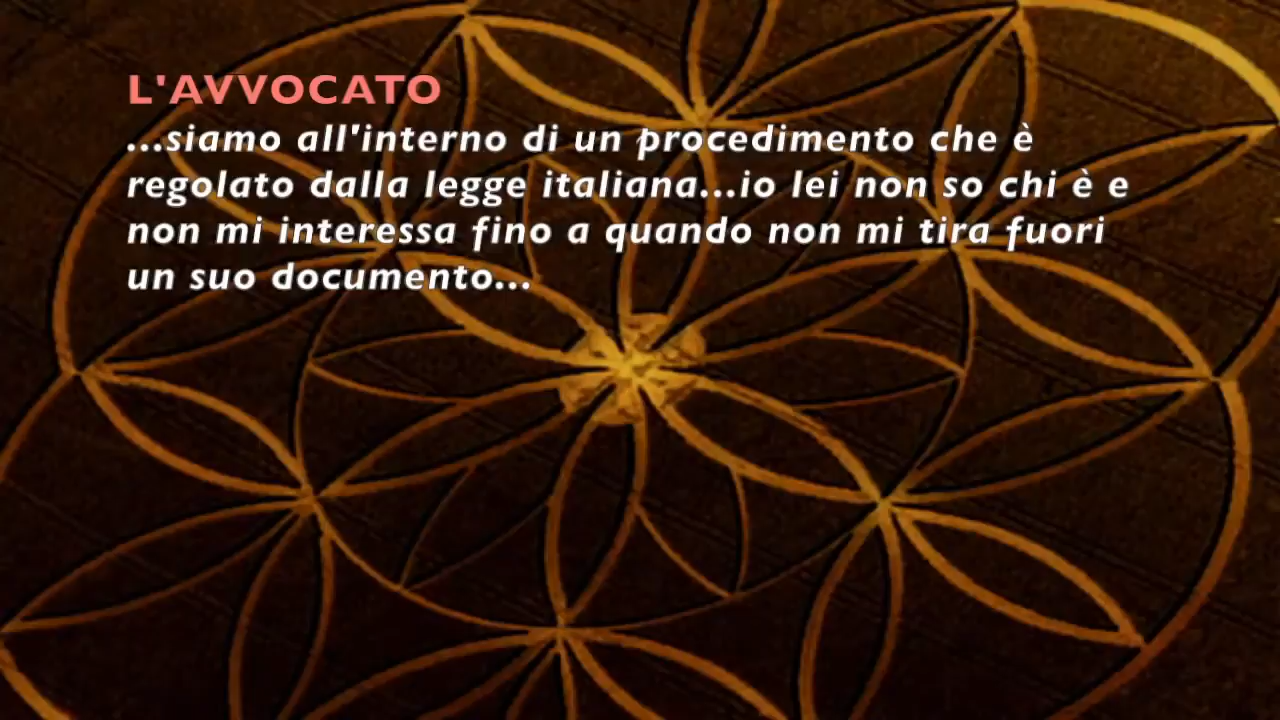 L'AVVOCATO
...siamo all'interno di un procedimento che è
regolato dalla legge italiana...io lei non so chi è e
non mi interessa fino a quando non mi tira fuori
un suo documento...